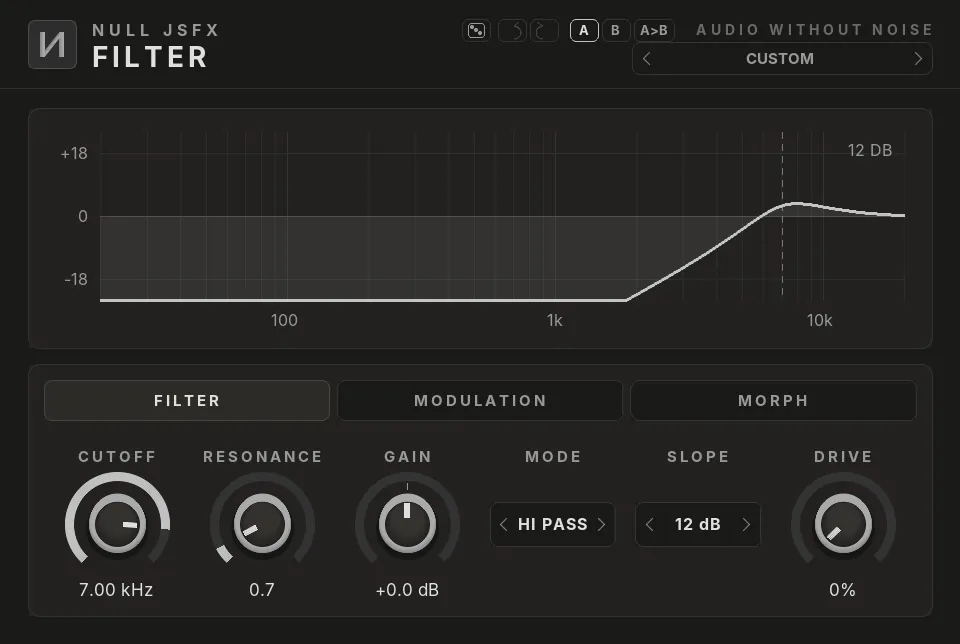 NULL JSFX
FILTER
A B A>B AUDIO WITHOUT NOISE
CUSTOM
+18
12 DB
0
-18
100 1k 10k
FILTER MODULATION MORPH
CUTOFF RESONANCE GAIN MODE SLOPE DRIVE
HI PASS 12 dB
7.00 kHz 0.7 +0.0 dB 0%